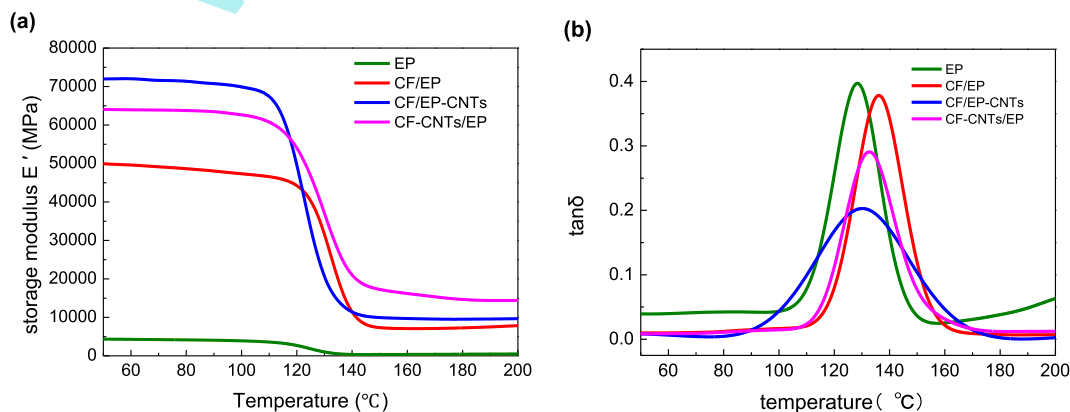 (a)
80000
70000
60000
50000
40000
30000
20000
10000
0
storage modulus E ′ (MPa)
EP
CF/EP
CF/EP-CNTs
CF-CNTs/EP
60 80 100 120 140 160 180 200
Temperature (℃)
(b)
0.4
0.3
0.2
0.1
0.0
tanδ
EP
CF/EP
CF/EP-CNTs
CF-CNTs/EP
60 80 100 120 140 160 180 200
temperature( ℃)